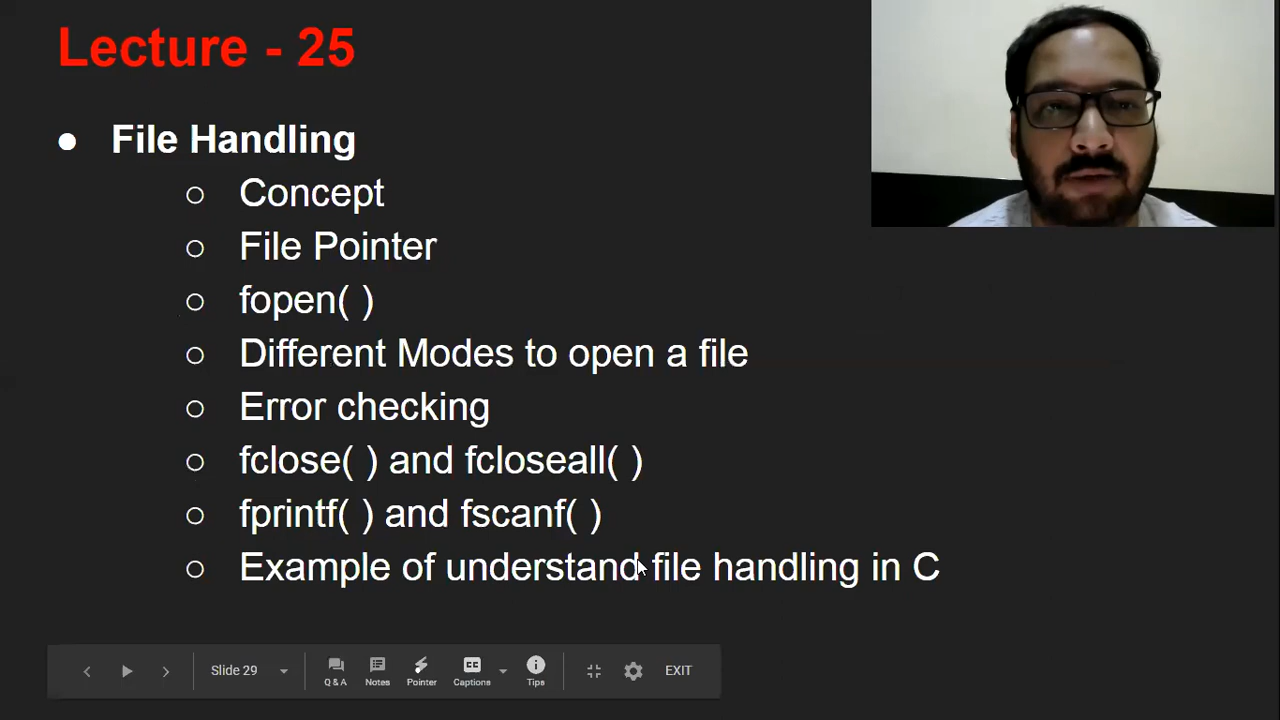 Lecture - 25
● File Handling
○ Concept
○ File Pointer
○ fopen( )
○ Different Modes to open a file
○ Error checking
○ fclose( ) and fcloseall( )
○ fprintf( ) and fscanf( )
○ Example of understand file handling in C
Slide 29 Q & A Notes Pointer CC Captions Tips EXIT